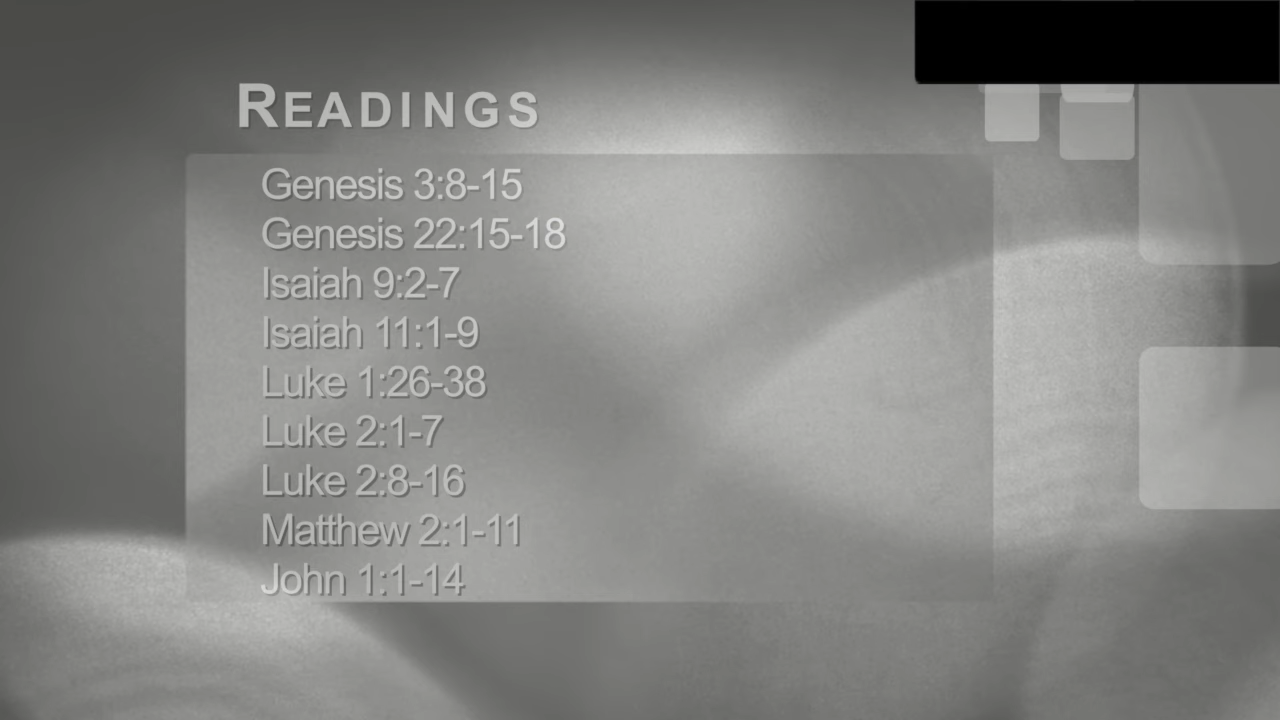 READINGS
Genesis 3:8-15
Genesis 22:15-18
Isaiah 9:2-7
Isaiah 11:1-9
Luke 1:26-38
Luke 2:1-7
Luke 2:8-16
Matthew 2:1-11
John 1:1-14